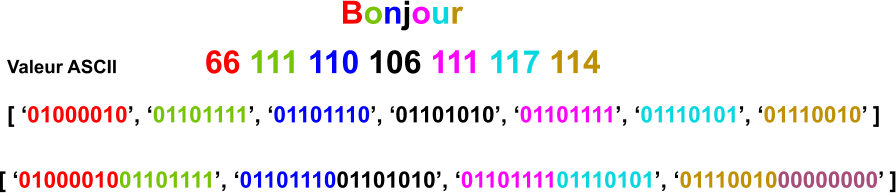 Bonjour
Valeur ASCII 66 111 110 106 111 117 114
[ ‘01000010’, ‘01101111’, ‘01101110’, ‘01101010’, ‘01101111’, ‘01110101’, ‘01110010’ ]
[ ‘0100001001101111’, ‘0110111001101010’, ‘0110111101110101’, ‘0111001000000000’ ]